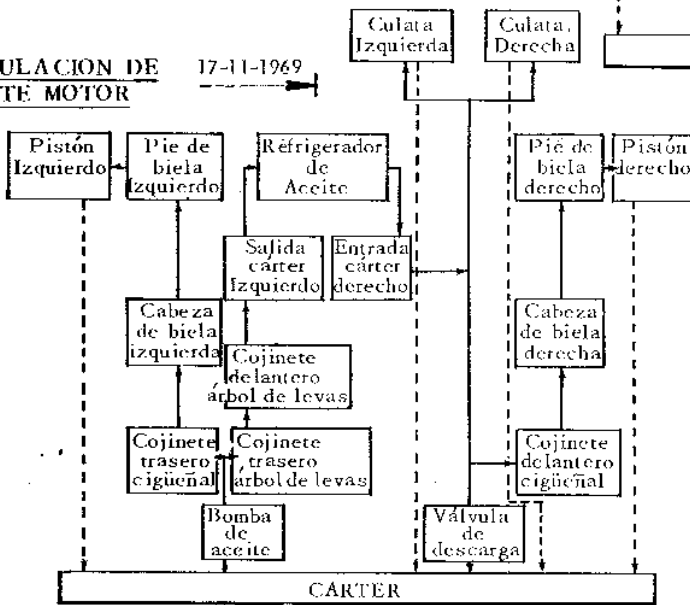 Culata
Izquierda
Culata.
Derecha
ULACION DE
TE MOTOR
17-11-1969
Pistón
Izquierdo
Pie de
biela
Izquierdo
Réfrigerador
de
Aceite
Pié de
biela
derecho
Pistón
derecho
Salida
cárter
Izquierdo
Entrada
cárter
derecho
Cabeza
de biela
izquierda
Cabeza
de biela
derecha
Cojinete
delantero
árbol de levas
Cojinete
trasero
cigüeñal
Cojinete
trasero
árbol de levas
Cojinete
delantero
cigüeñal
Bomba
de
aceite
Válvula
de
descarga
CARTER